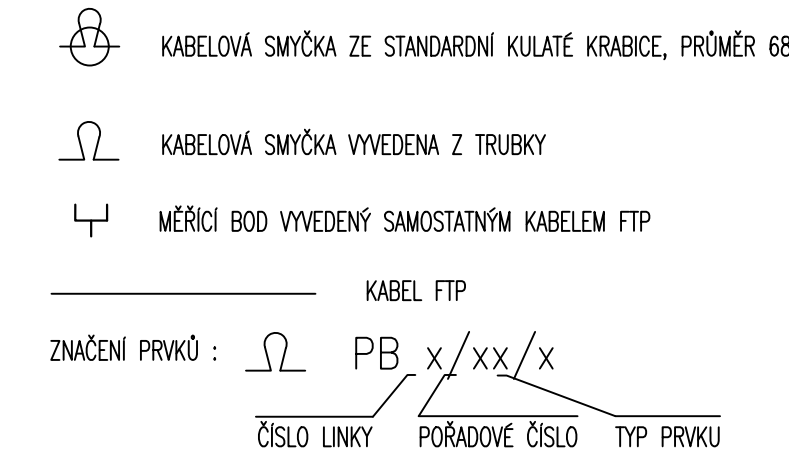 KABELOVÁ SMYČKA ZE STANDARDNÍ KULATÉ KRABICE, PRŮMĚR 68
KABELOVÁ SMYČKA VYVEDENA Z TRUBKY
MĚŘÍCÍ BOD VYVEDENÝ SAMOSTATNÝM KABELEM FTP
KABEL FTP
ZNAČENÍ PRVKŮ : PB x/xx/x
ČÍSLO LINKY POŘADOVÉ ČÍSLO TYP PRVKU